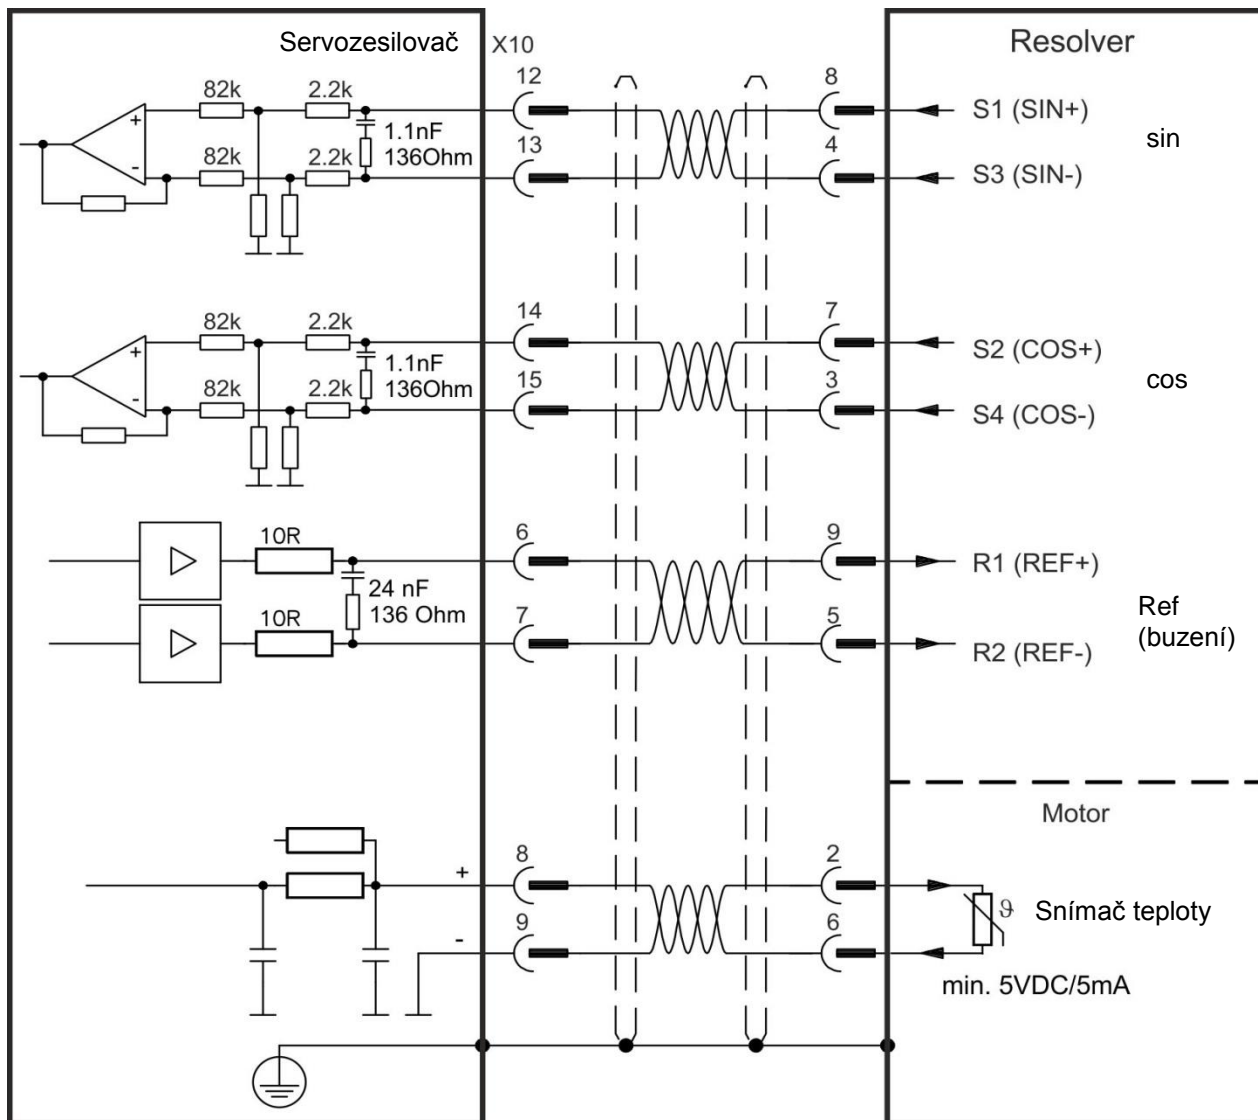 Servozesilovač
X10
Resolver
82k
2.2k
12
8
S1 (SIN+)
+
1.1nF
136Ohm
sin
82k
2.2k
13
4
S3 (SIN-)
-
82k
2.2k
14
7
S2 (COS+)
+
1.1nF
136Ohm
cos
82k
2.2k
15
3
S4 (COS-)
-
10R
6
9
R1 (REF+)
24 nF
136 Ohm
Ref
(buzení)
10R
7
5
R2 (REF-)
Motor
+
8
2
ϑ
Snímač teploty
-
9
6
min. 5VDC/5mA